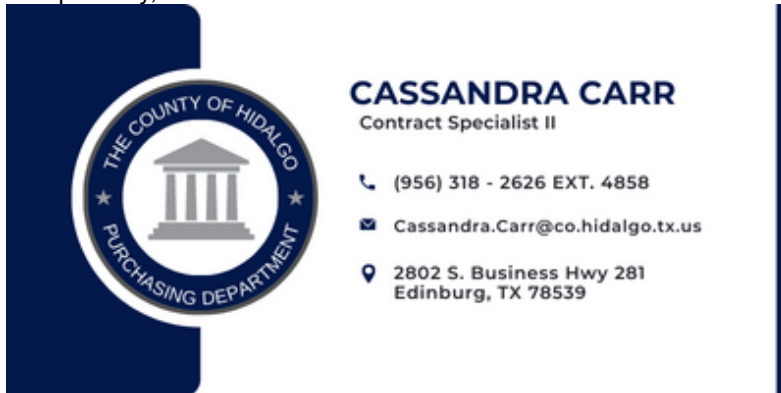 THE COUNTY OF HIDALGO
PURCHASING DEPARTMENT
CASSANDRA CARR
Contract Specialist II
(956) 318 - 2626 EXT. 4858
Cassandra.Carr@co.hidalgo.tx.us
2802 S. Business Hwy 281
Edinburg, TX 78539